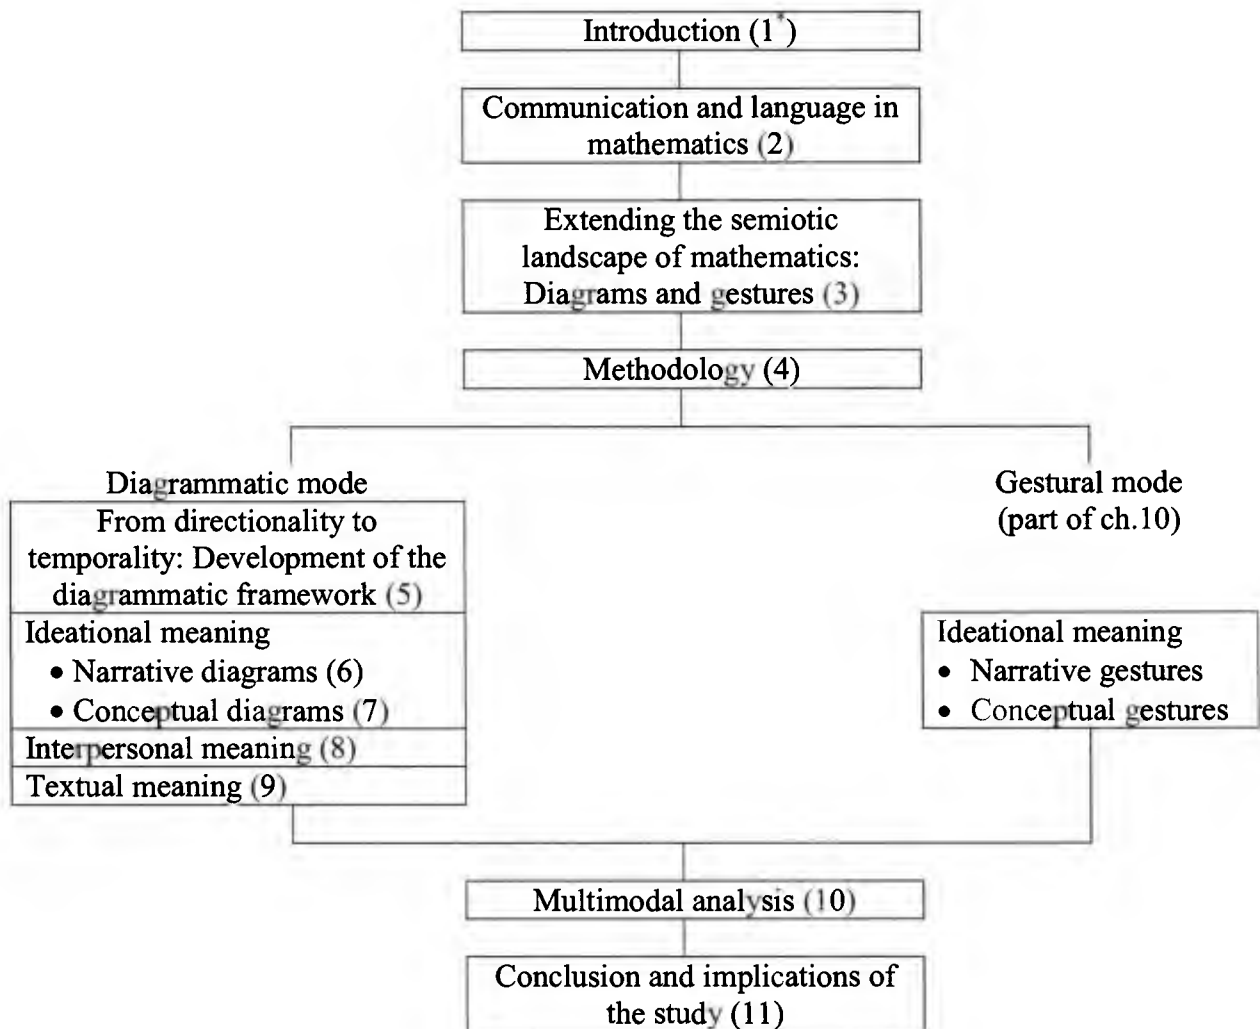 Introduction (1*)
Communication and language in
mathematics (2)
Extending the semiotic
landscape of mathematics:
Diagrams and gestures (3)
Methodology (4)
Diagrammatic mode
From directionality to
temporality: Development of the
diagrammatic framework (5)
Ideational meaning
• Narrative diagrams (6)
• Conceptual diagrams (7)
Interpersonal meaning (8)
Textual meaning (9)
Gestural mode
(part of ch.10)
Ideational meaning
• Narrative gestures
• Conceptual gestures
Multimodal analysis (10)
Conclusion and implications of
the study (11)